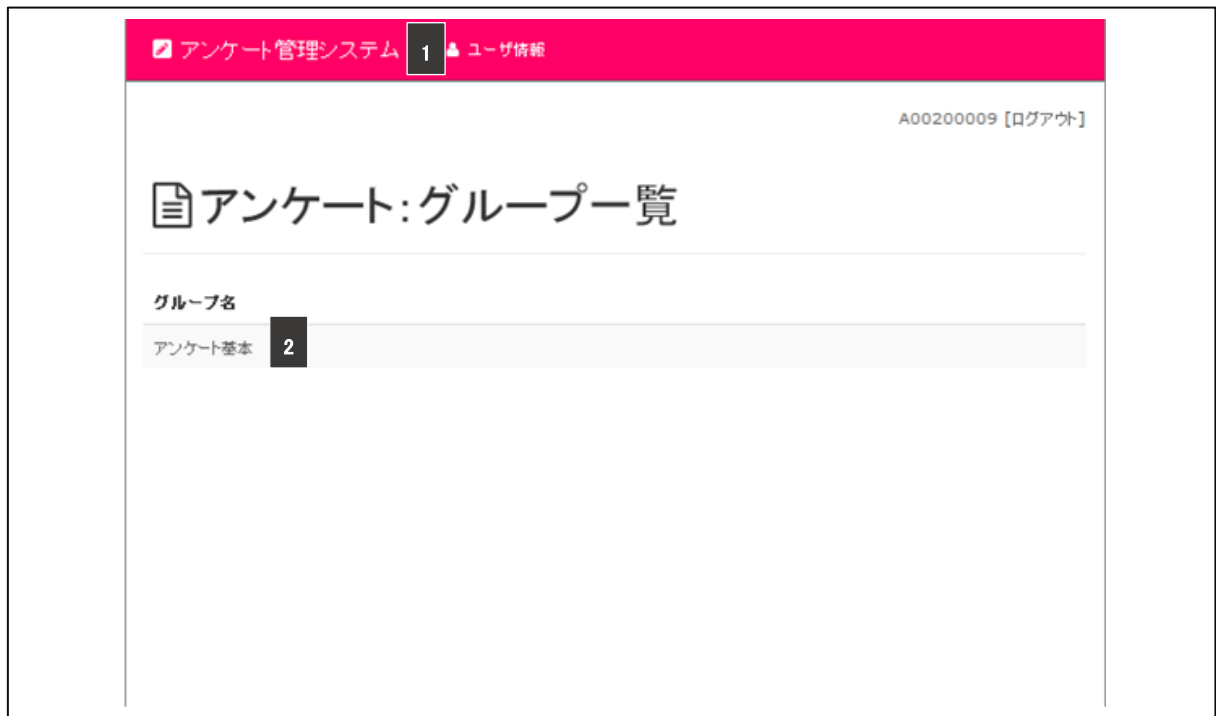 アンケート管理システム 1 ユーザ情報
A00200009 [ログアウト]
アンケート:グループ一覧
グループ名
アンケート基本 2